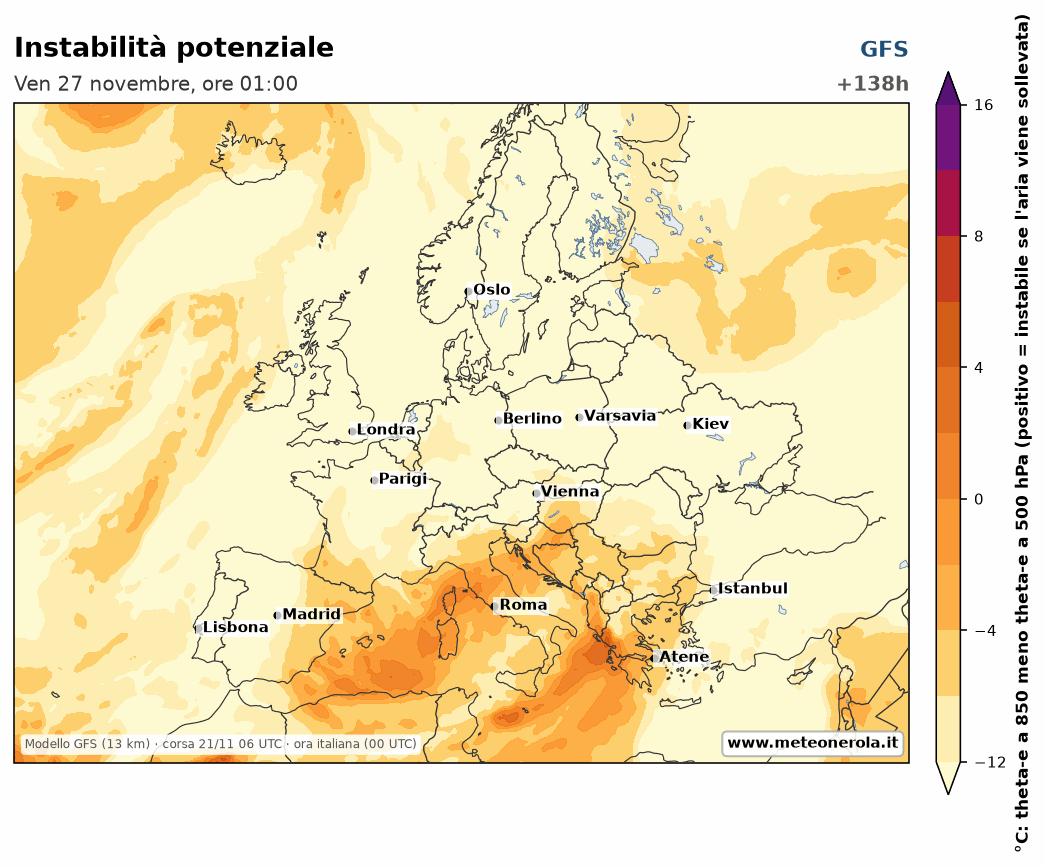 Instabilità potenziale
GFS
Ven 27 novembre, ore 01:00
+138h
Oslo
Berlino
Varsavia
Kiev
Londra
Parigi
Vienna
Istanbul
Roma
Madrid
Lisbona
Atene
Modello GFS (13 km) · corsa 21/11 06 UTC · ora italiana (00 UTC)
www.meteonerola.it
16
8
4
0
−4
−12
°C: theta-e a 850 meno theta-e a 500 hPa (positivo = instabile se l'aria viene sollevata)